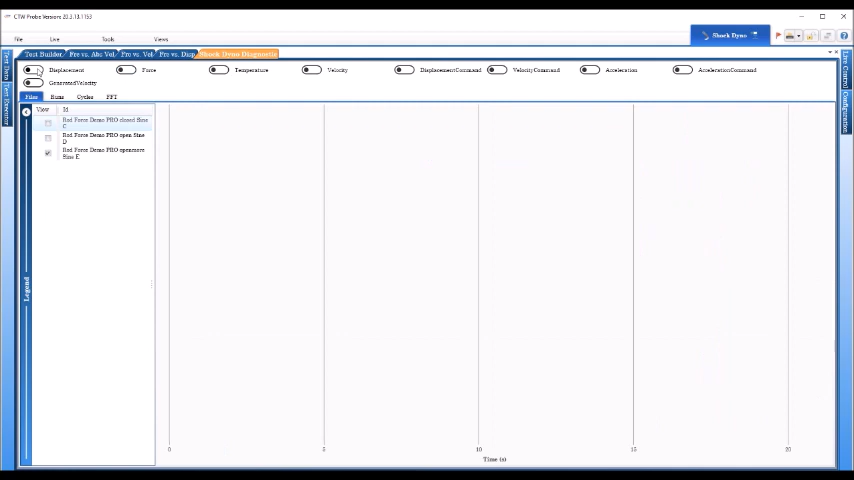 CTW Probe Version: 20.3.13.1153
File Live Tools Views
Shock Dyno
Test Builder Frc vs. Abs Vel Frc vs. Vel Frc vs. Disp Shock Dyno Diagnostic
Displacement Force Temperature Velocity DisplacementCommand VelocityCommand Acceleration AccelerationCommand
GeneratedVelocity
Files Runs Cycles FFT
View Id
Rod Force Demo PRO closed Sine
C
Rod Force Demo PRO open Sine
D
Rod Force Demo PRO openmore
Sine E
Legend
Test Data
Test Executor
Live Control
Configuration
0 5 10 15 20
Time (s)